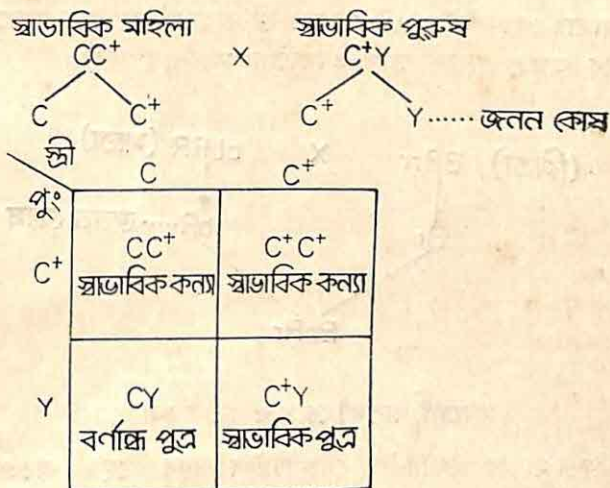 স্বাভাবিক মহিলা স্বাভাবিক পুরুষ
CC⁺ X C⁺Y
C C⁺ C⁺ Y...... জনন কোষ
স্ত্রী C C⁺
পুং
C⁺ CC⁺ C⁺C⁺
স্বাভাবিক কন্যা স্বাভাবিক কন্যা
Y CY C⁺Y
বর্ণান্ধ পুত্র স্বাভাবিক পুত্র